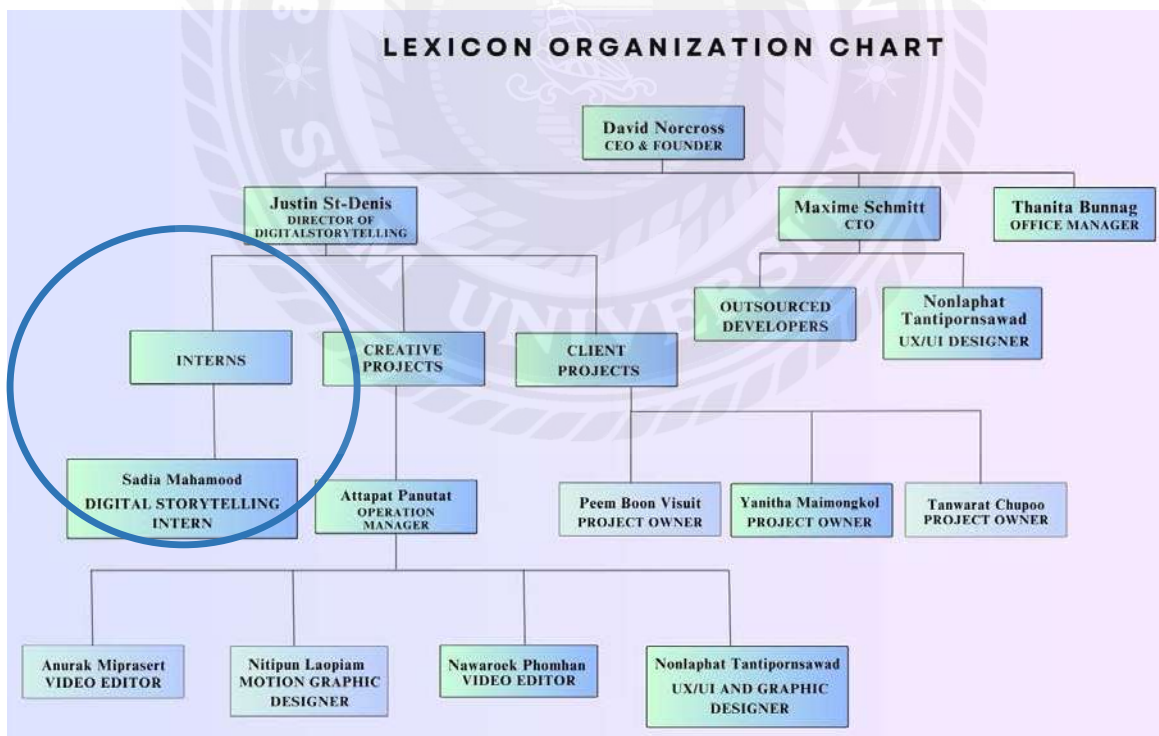 LEXICON ORGANIZATION CHART
David Norcross
CEO & FOUNDER
Justin St-Denis
DIRECTOR OF
DIGITALSTORYTELLING
Maxime Schmitt
CTO
Thanita Bunnag
OFFICE MANAGER
INTERNS
CREATIVE
PROJECTS
CLIENT
PROJECTS
OUTSOURCED
DEVELOPERS
Nonlaphat
Tantipornsawad
UX/UI DESIGNER
Sadia Mahamood
DIGITAL STORYTELLING
INTERN
Attapat Panutat
OPERATION
MANAGER
Peem Boon Visuit
PROJECT OWNER
Yanitha Maimongkol
PROJECT OWNER
Tanwarat Chupoo
PROJECT OWNER
Anurak Miprasert
VIDEO EDITOR
Nitipun Laopiam
MOTION GRAPHIC
DESIGNER
Nawaroek Phomhan
VIDEO EDITOR
Nonlaphat Tantipornsawad
UX/UI AND GRAPHIC
DESIGNER
SIAM UNIVERSITY